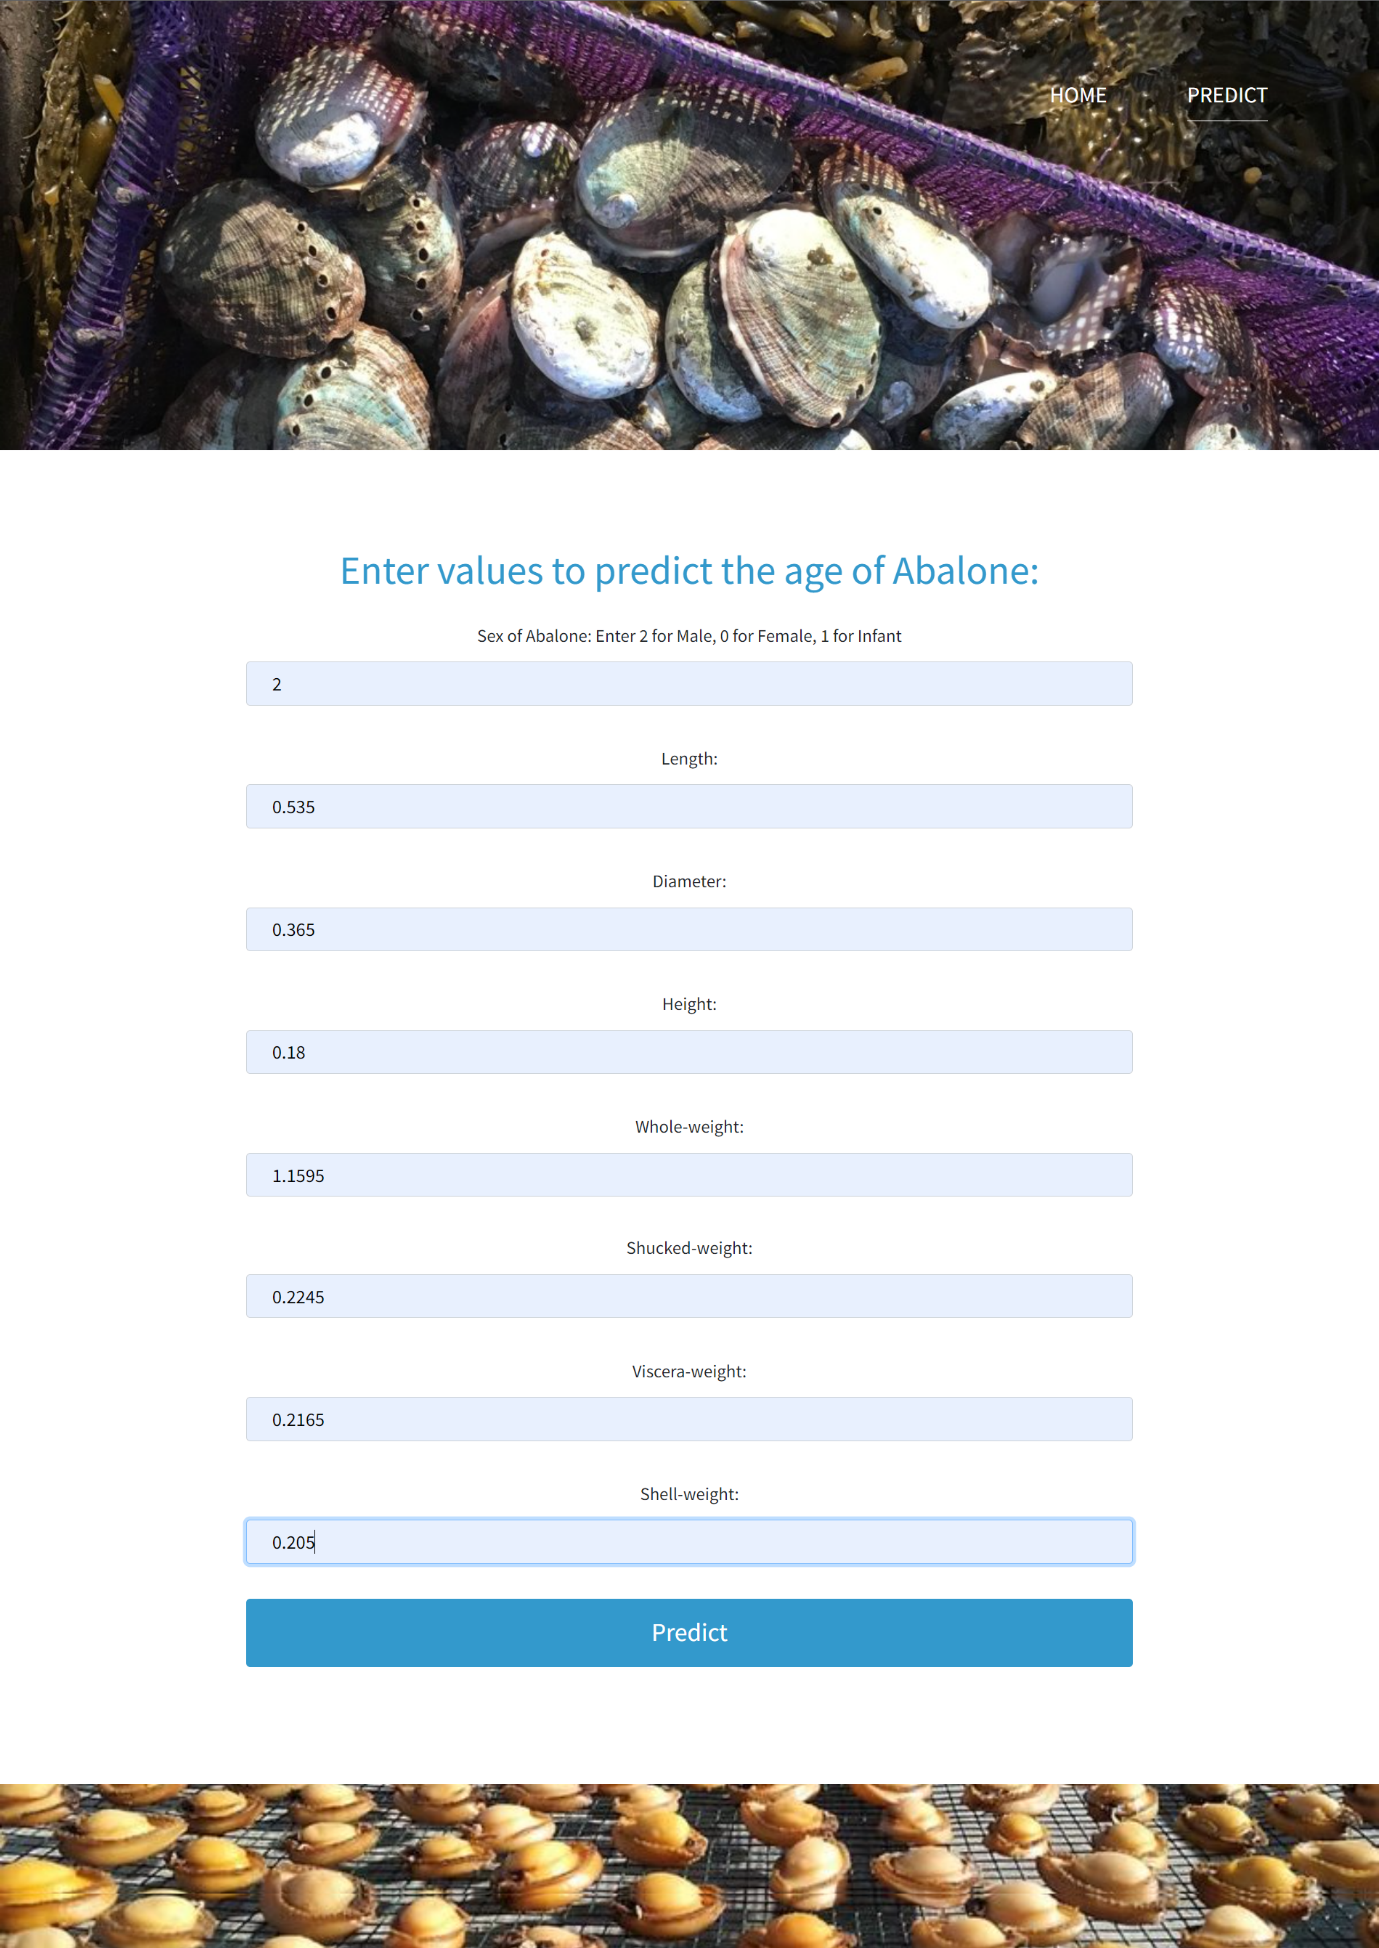 HOME PREDICT
Enter values to predict the age of Abalone:
Sex of Abalone: Enter 2 for Male, 0 for Female, 1 for Infant
2
Length:
0.535
Diameter:
0.365
Height:
0.18
Whole-weight:
1.1595
Shucked-weight:
0.2245
Viscera-weight:
0.2165
Shell-weight:
0.205
Predict